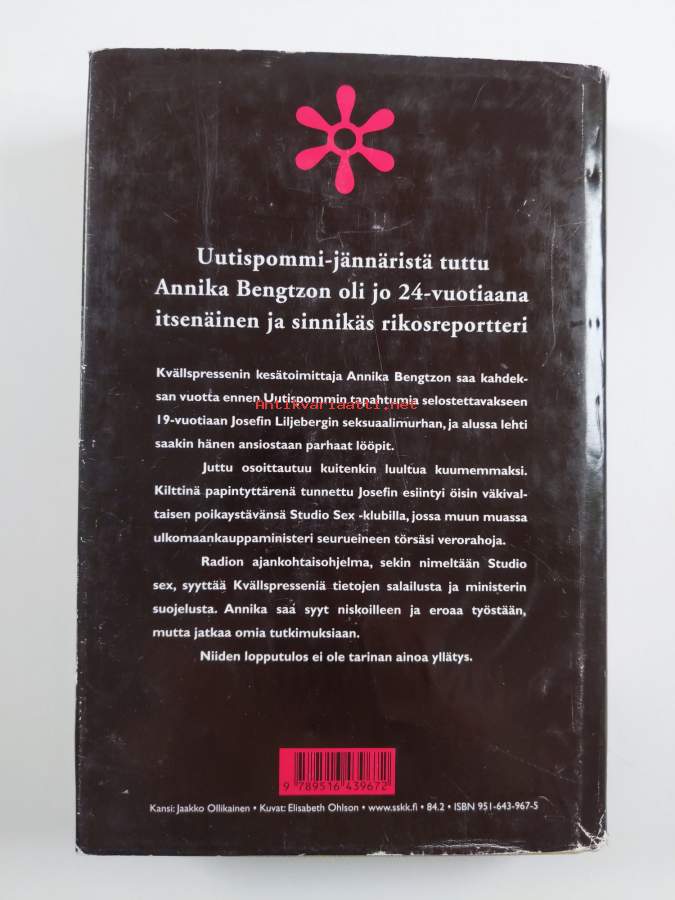 Uutispommi-jännäristä tuttu
Annika Bengtzon oli jo 24-vuotiaana
itsenäinen ja sinnikäs rikosreportteri
Kvällspressenin kesätoimittaja Annika Bengtzon saa kahdek-
san vuotta ennen Uutispommin tapahtumia selostettavakseen
Antikvariaatti.net
19-vuotiaan Josefin Liljebergin seksuaalimurhan, ja alussa lehti
saakin hänen ansiostaan parhaat lööpit.
Juttu osoittautuu kuitenkin luultua kuumemmaksi.
Kilttinä papintyttärenä tunnettu Josefin esiintyi öisin väkival-
taisen poikaystävänsä Studio Sex -klubilla, jossa muun muassa
ulkomaankauppaministeri seurueineen törsäsi verorahoja.
Radion ajankohtaisohjelma, sekin nimeltään Studio
sex, syyttää Kvällspresseniä tietojen salailusta ja ministerin
suojelusta. Annika saa syyt niskoilleen ja eroaa työstään,
mutta jatkaa omia tutkimuksiaan.
Niiden lopputulos ei ole tarinan ainoa yllätys.
9 789516 439672
Kansi: Jaakko Ollikainen • Kuvat: Elisabeth Ohlson • www.sskk.fi • 84.2 • ISBN 951-643-967-5